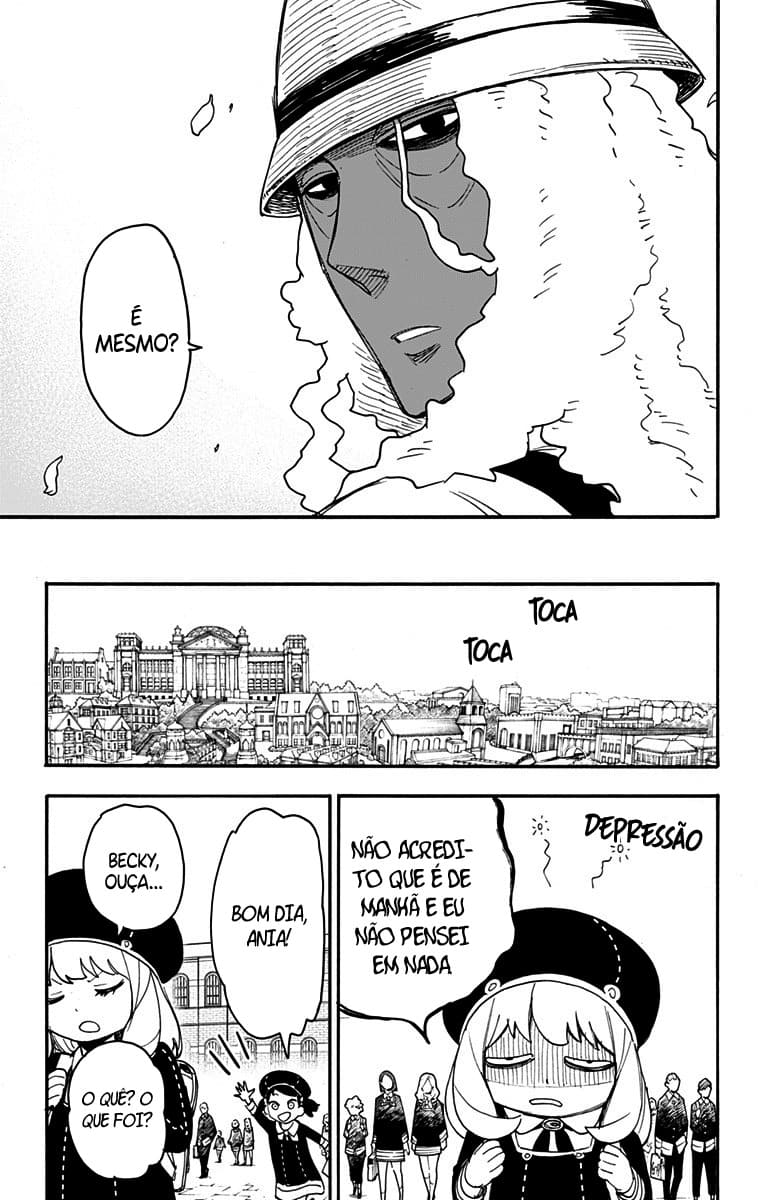 É
MESMO?
TOCA
TOCA
DEPRESSÃO
NÃO ACREDI-
TO QUE É DE
MANHÃ E EU
NÃO PENSEI
EM NADA
BOM DIA,
ANIA!
BECKY,
OUÇA...
O QUÊ? O
QUE FOI?